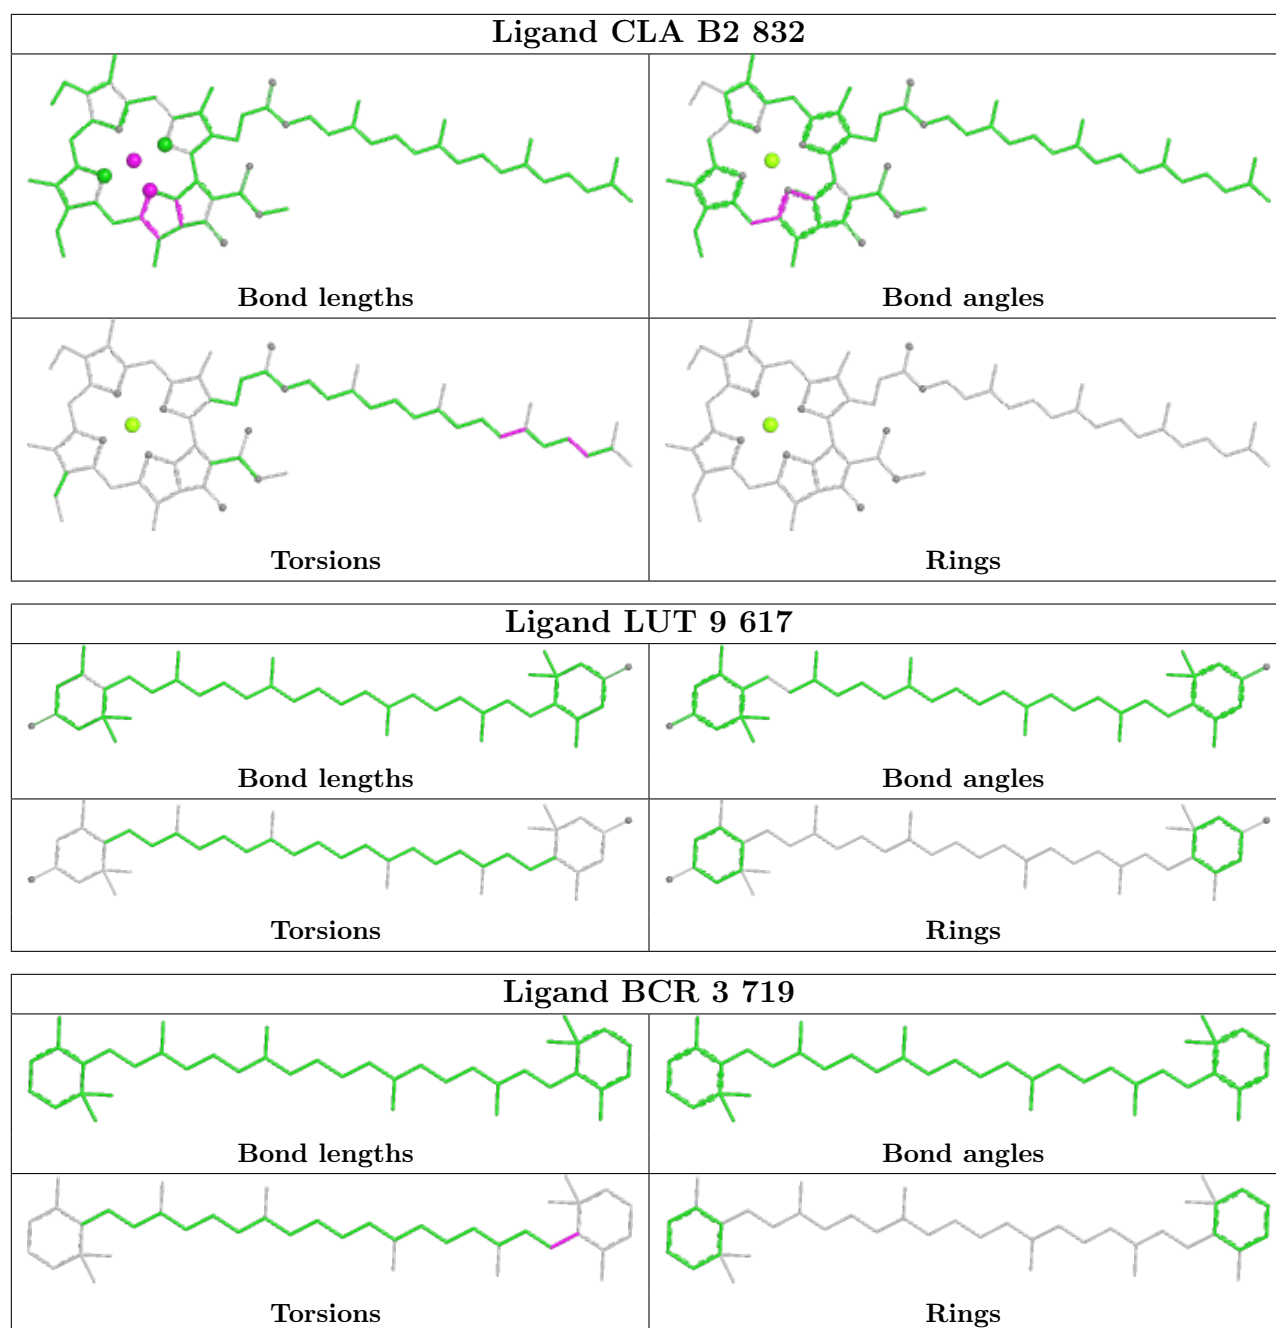 Ligand CLA B2 832
Bond lengths
Bond angles
Torsions
Rings
Ligand LUT 9 617
Bond lengths
Bond angles
Torsions
Rings
Ligand BCR 3 719
Bond lengths
Bond angles
Torsions
Rings